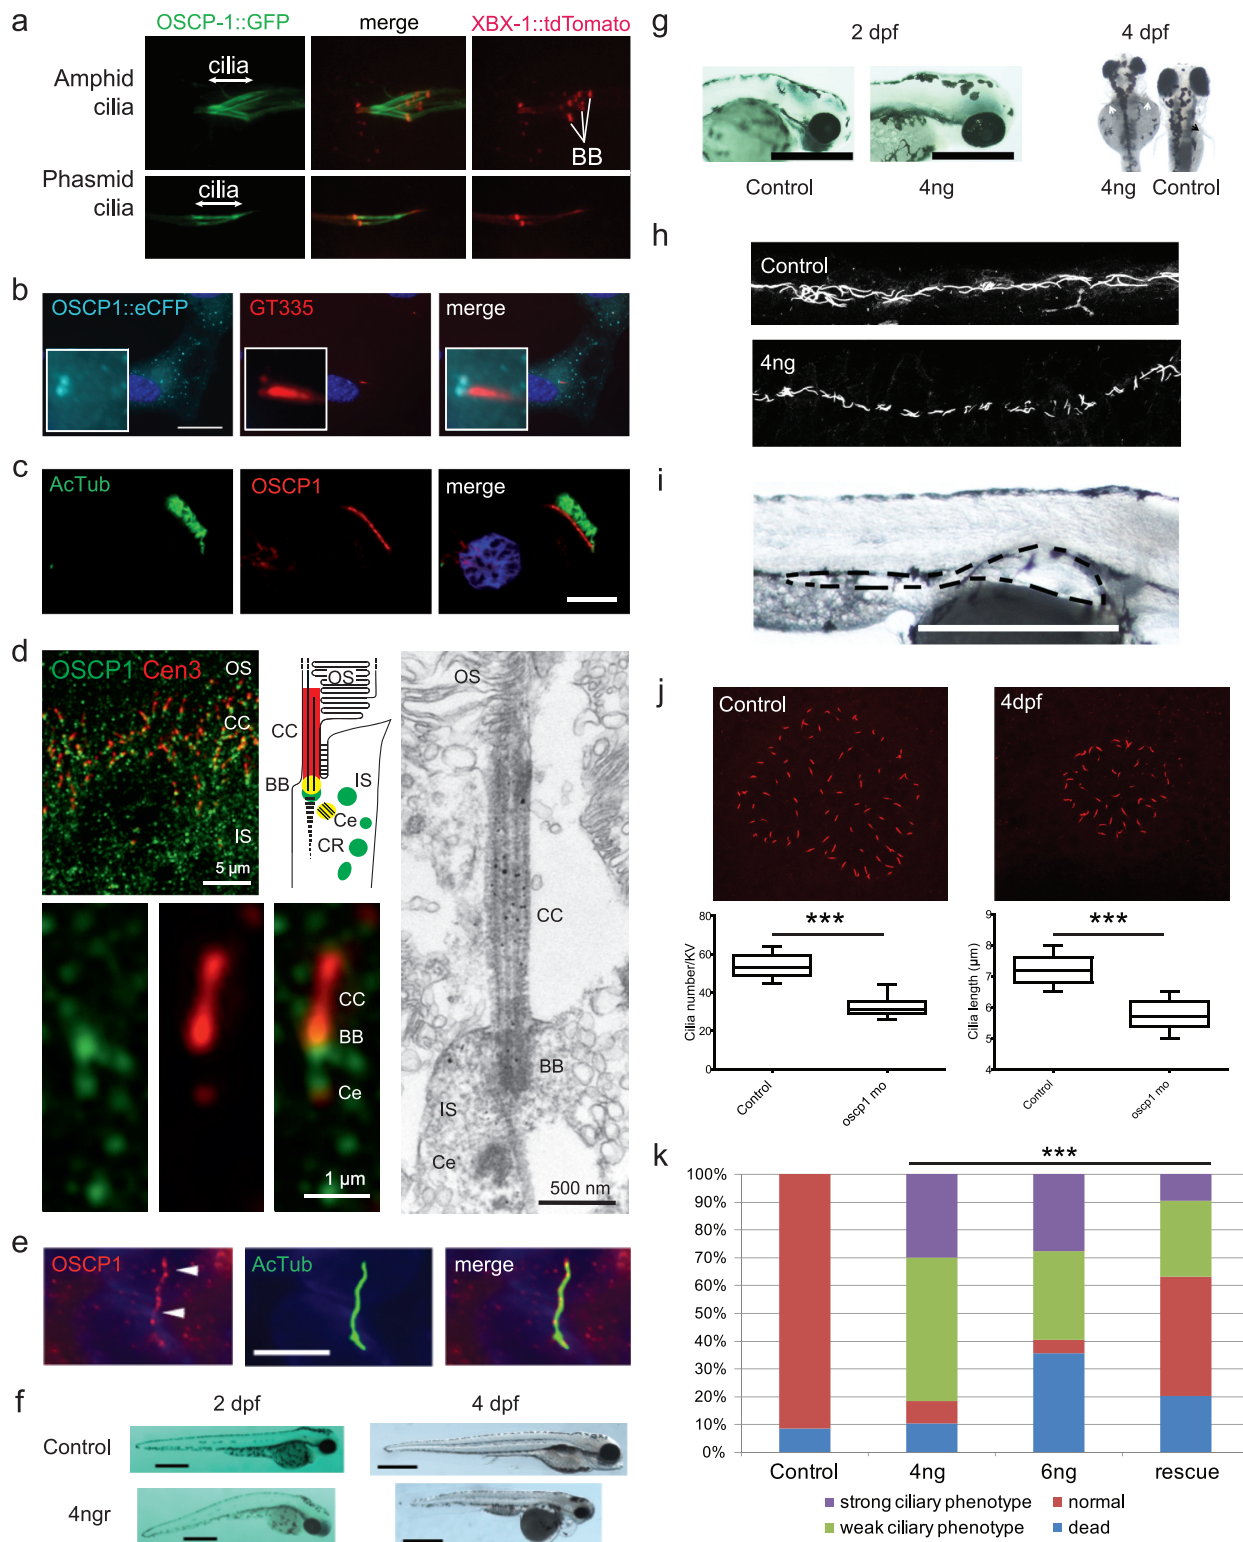 a
OSCP-1::GFP merge XBX-1::tdTomato
Amphid cilia
cilia
BB
Phasmid cilia
cilia
b
OSCP1::eCFP GT335 merge
c
AcTub OSCP1 merge
d
OSCP1 Cen3
OS
CC
IS
5 µm
OS
CC
BB
IS
Ce
CR
OS
CC
BB
IS
Ce
500 nm
CC
BB
Ce
1 µm
e
OSCP1 AcTub merge
f
2 dpf 4 dpf
Control
4ngr
g
2 dpf 4 dpf
Control 4ng 4ng Control
h
Control
4ng
i
j
Control 4dpf
***
Cilia number/KV
80
60
40
20
0
Control oscp1 mo
***
Cilia length (µm)
9
8
7
6
5
4
Control oscp1 mo
k
***
100%
90%
80%
70%
60%
50%
40%
30%
20%
10%
0%
Control 4ng 6ng rescue
strong ciliary phenotype normal
weak ciliary phenotype dead